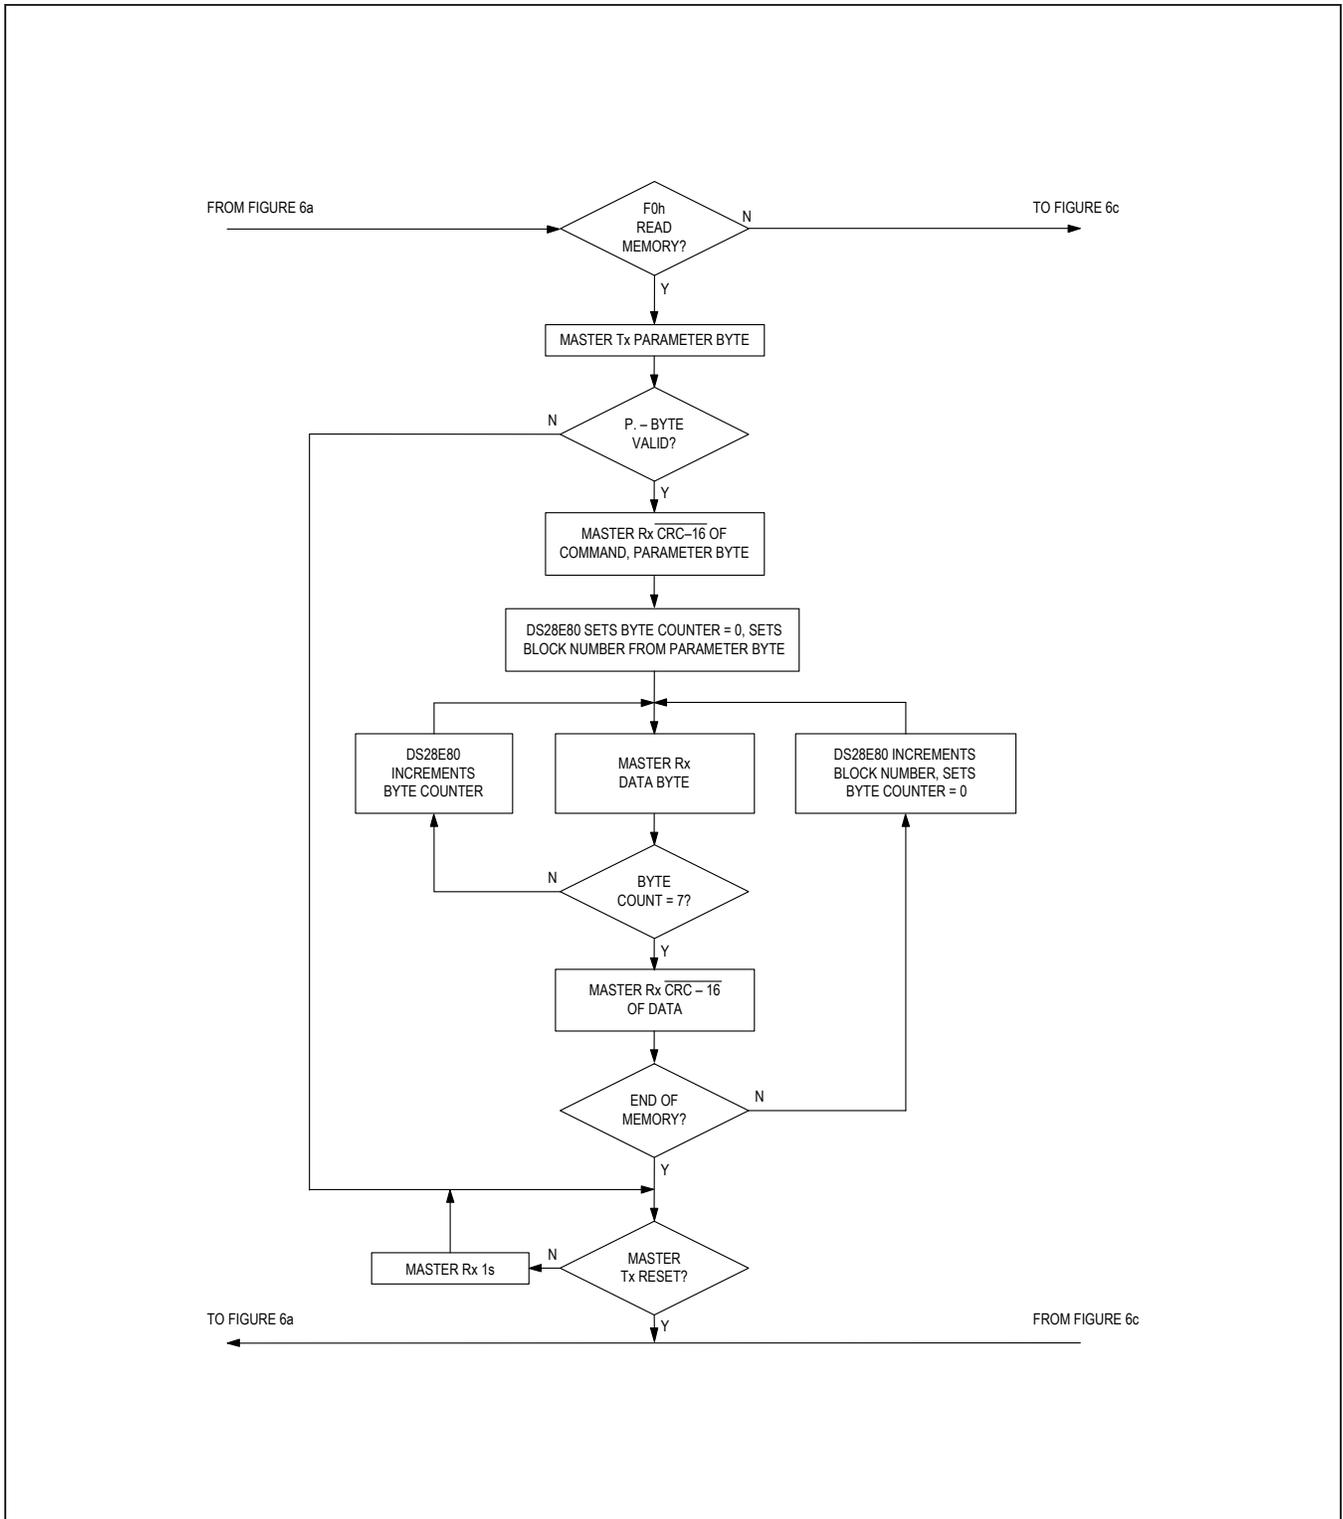 FROM FIGURE 6a
F0h
READ
MEMORY?
N
TO FIGURE 6c
Y
MASTER Tx PARAMETER BYTE
N
P. – BYTE
VALID?
Y
MASTER Rx CRC–16 OF
COMMAND, PARAMETER BYTE
DS28E80 SETS BYTE COUNTER = 0, SETS
BLOCK NUMBER FROM PARAMETER BYTE
DS28E80
INCREMENTS
BYTE COUNTER
MASTER Rx
DATA BYTE
DS28E80 INCREMENTS
BLOCK NUMBER, SETS
BYTE COUNTER = 0
N
BYTE
COUNT = 7?
Y
MASTER Rx CRC – 16
OF DATA
END OF
MEMORY?
N
Y
MASTER Rx 1s
N
MASTER
Tx RESET?
Y
TO FIGURE 6a
FROM FIGURE 6c